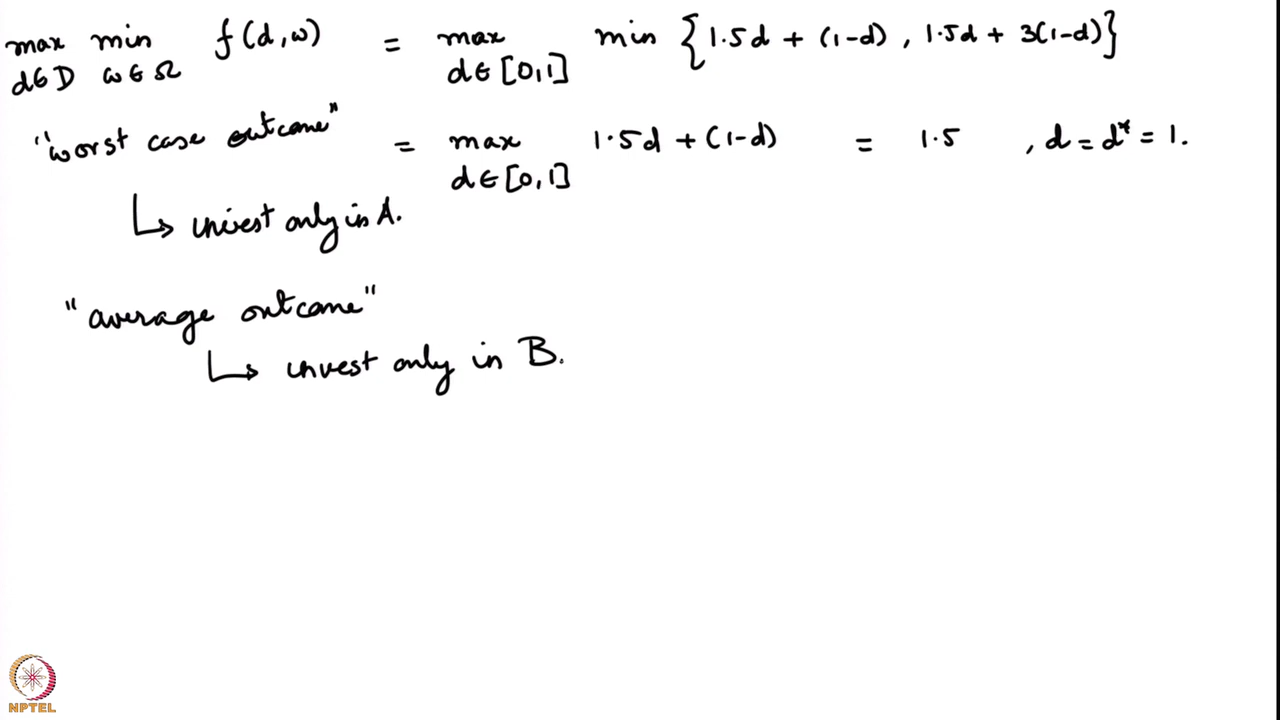 max min f(d,ω) = max min {1.5d + (1-d) , 1.5d + 3(1-d)}
d∈D ω∈Ω d∈[0,1]
"worst case outcome" = max 1.5d + (1-d) = 1.5 , d = d* = 1.
d∈[0,1]
↳ invest only in A.
"average outcome"
↳ invest only in B.
NPTEL